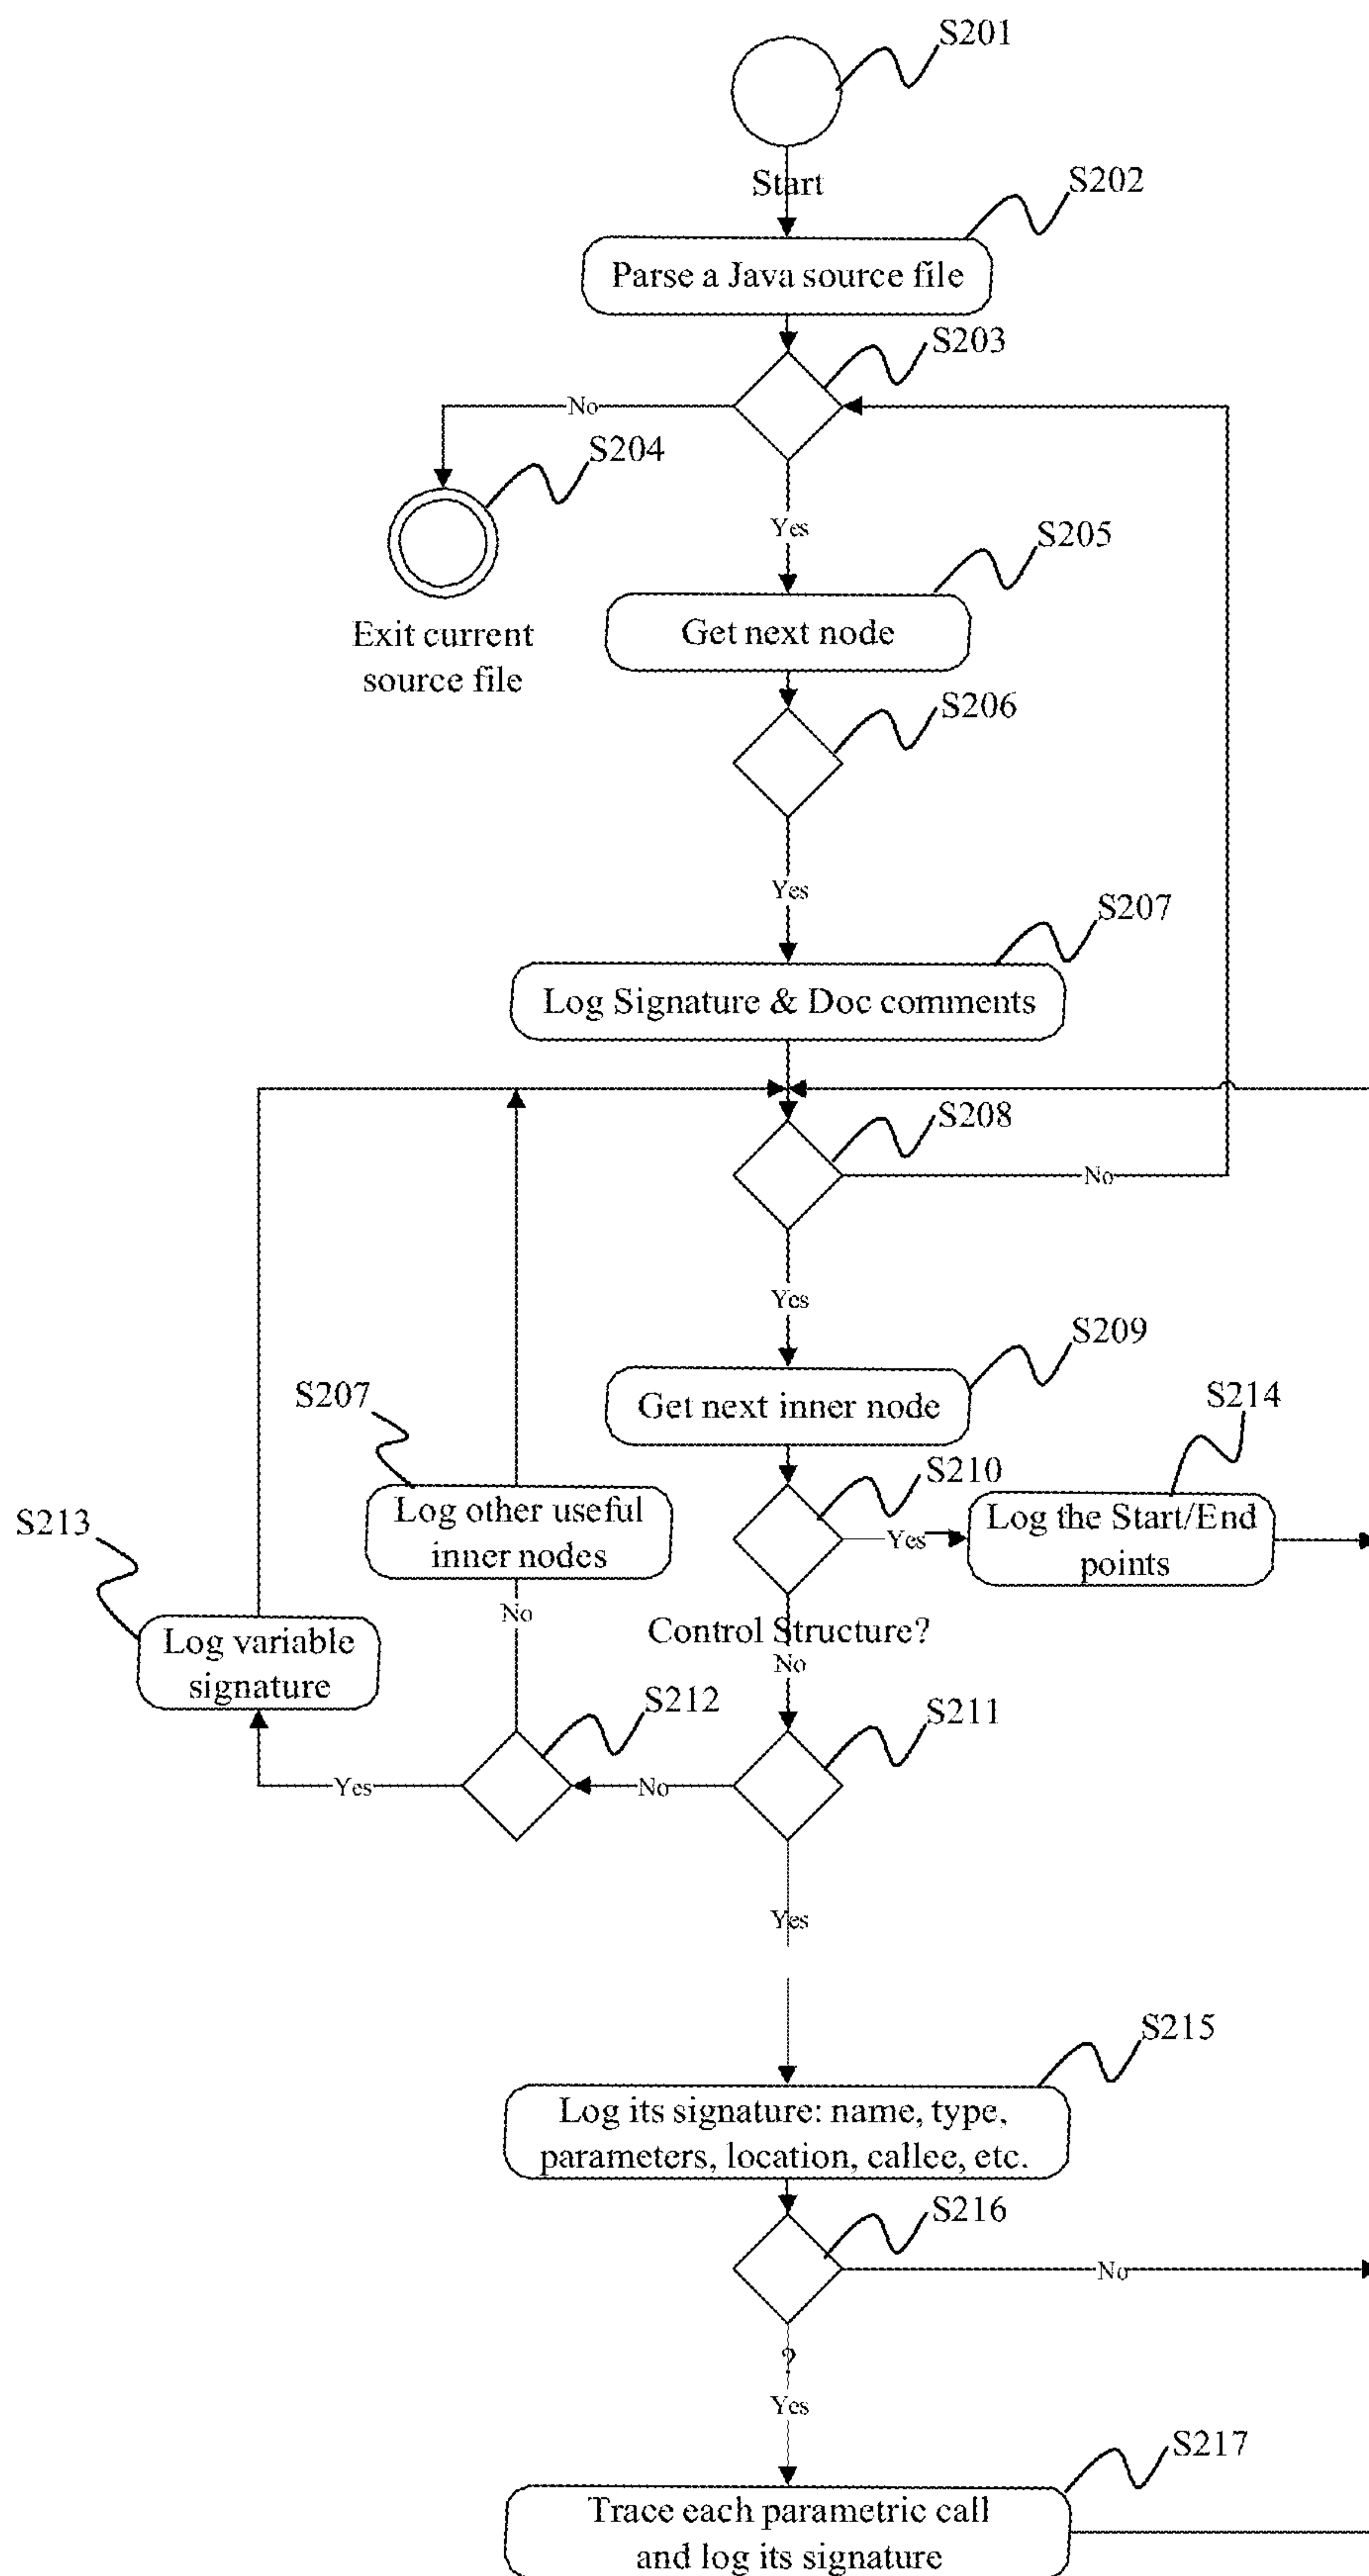 S201
Start
S202
Parse a Java source file
S203
No
S204
Yes
S205
Exit current
source file
Get next node
S206
Yes
S207
Log Signature & Doc comments
S208
No
Yes
S209
Get next inner node
S207
S214
S210
Log other useful
inner nodes
Yes
Log the Start/End
points
S213
No
Control Structure?
Log variable
signature
No
S212
S211
Yes
No
Yes
S215
Log its signature: name, type,
parameters, location, callee, etc.
S216
No
?
Yes
S217
Trace each parametric call
and log its signature